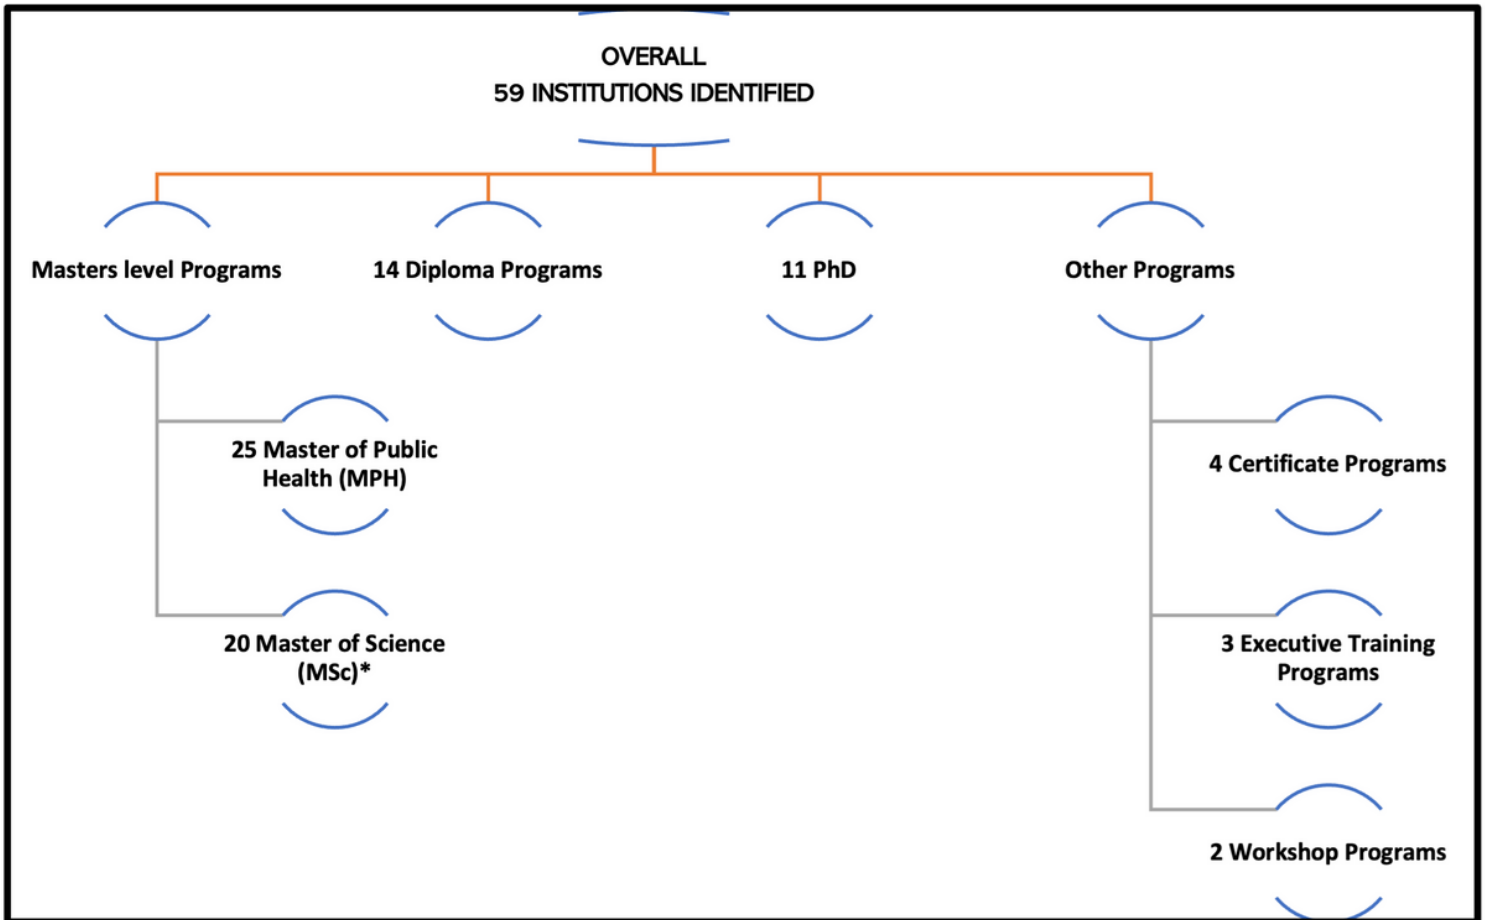 OVERALL
59 INSTITUTIONS IDENTIFIED
Masters level Programs
14 Diploma Programs
11 PhD
Other Programs
25 Master of Public
Health (MPH)
4 Certificate Programs
20 Master of Science
(MSc)*
3 Executive Training
Programs
2 Workshop Programs